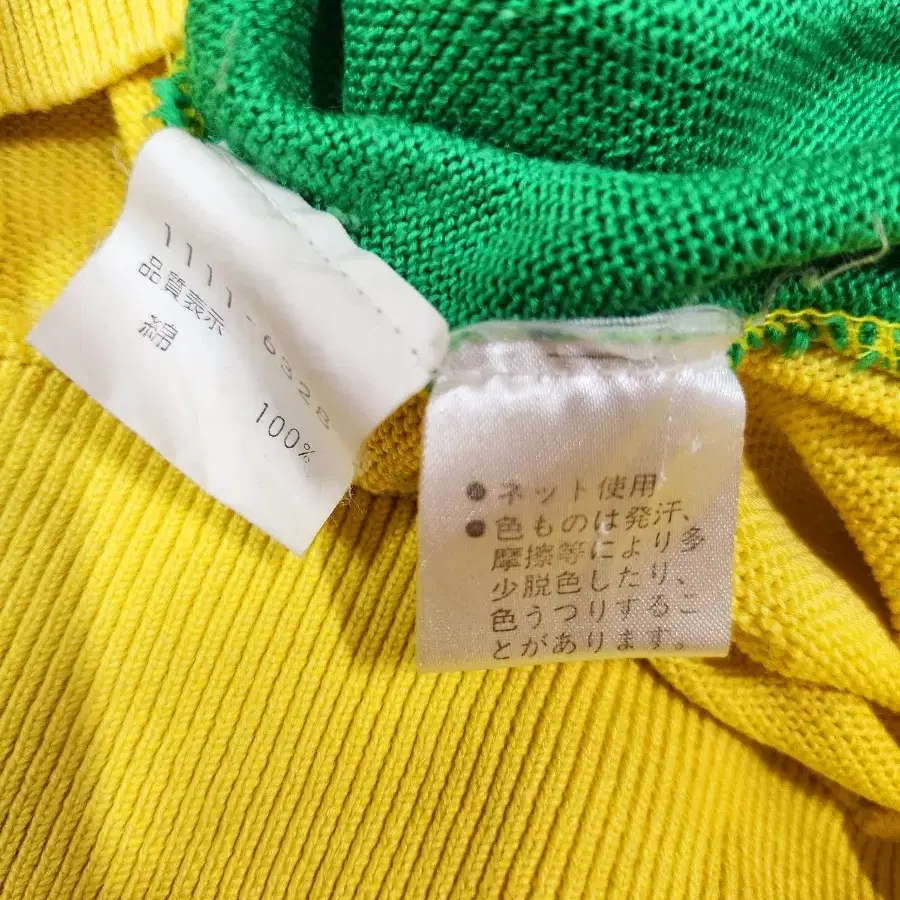 1111-6328
品質表示
綿 100%
● ネット使用
● 色ものは発汗、
摩擦等により多
少脱色したり、
色うつりするこ
とがあります。